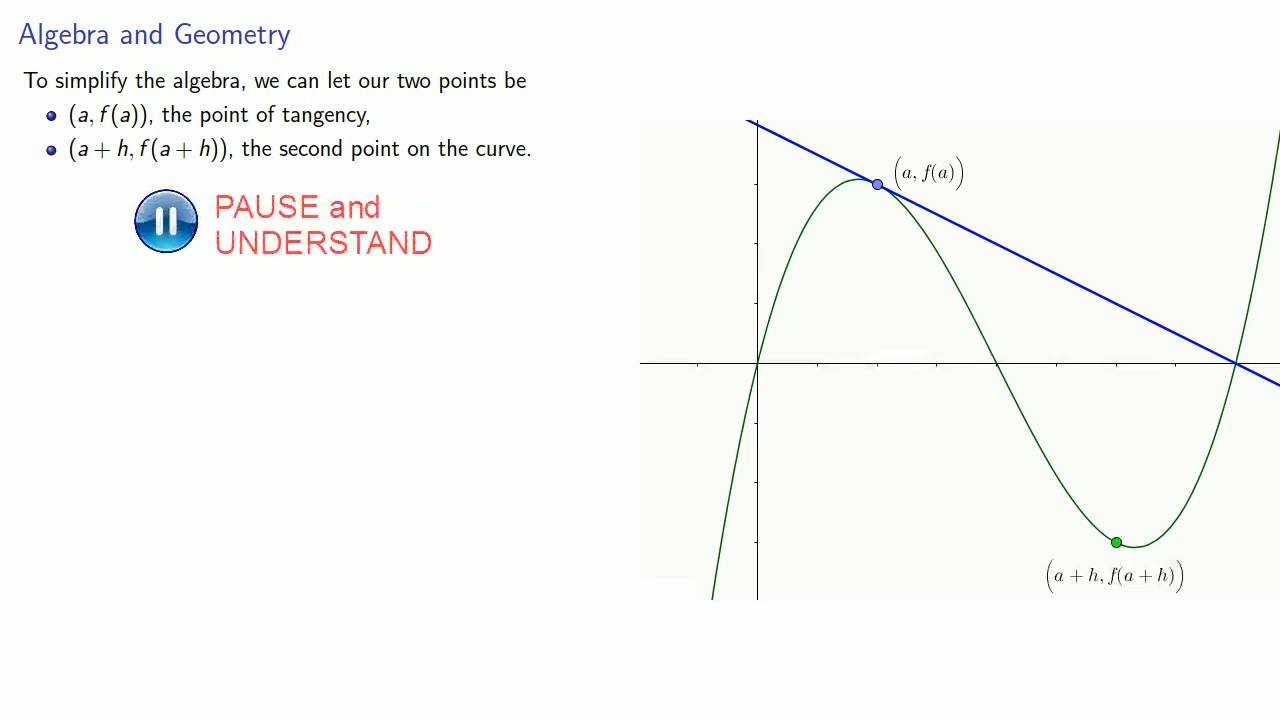 Algebra and Geometry
To simplify the algebra, we can let our two points be
(a, f(a)), the point of tangency,
(a + h, f(a + h)), the second point on the curve.
PAUSE and
UNDERSTAND
(a, f(a))
(a + h, f(a + h))